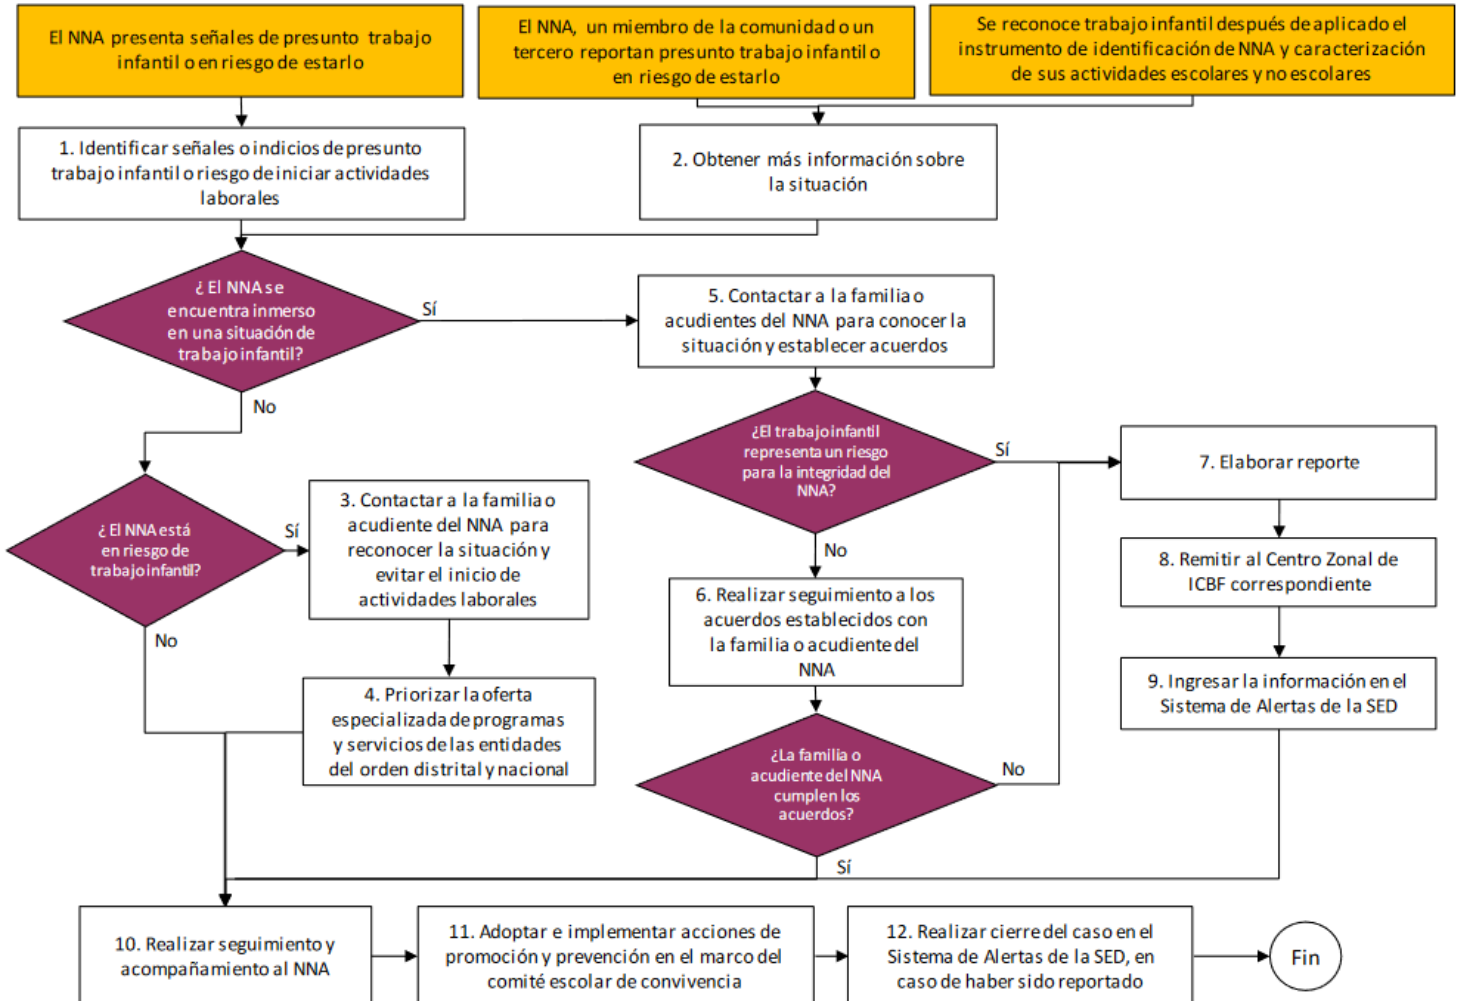 El NNA presenta señales de presunto trabajo
infantil o en riesgo de estarlo
El NNA, un miembro de la comunidad o un
tercero reportan presunto trabajo infantil o
en riesgo de estarlo
Se reconoce trabajo infantil después de aplicado el
instrumento de identificación de NNA y caracterización
de sus actividades escolares y no escolares
1. Identificar señales o indicios de presunto
trabajo infantil o riesgo de iniciar actividades
laborales
2. Obtener más información sobre
la situación
¿ El NNA se
encuentra inmerso
en una situación de
trabajo infantil?
Sí
No
5. Contactar a la familia o
acudientes del NNA para conocer la
situación y establecer acuerdos
¿El trabajo infantil
representa un riesgo
para la integridad del
NNA?
Sí
No
7. Elaborar reporte
¿ El NNA está
en riesgo de
trabajo infantil?
Sí
No
3. Contactar a la familia o
acudiente del NNA para
reconocer la situación y
evitar el inicio de
actividades laborales
8. Remitir al Centro Zonal de
ICBF correspondiente
6. Realizar seguimiento a los
acuerdos establecidos con
la familia o acudiente del
NNA
4. Priorizar la oferta
especializada de programas
y servicios de las entidades
del orden distrital y nacional
9. Ingresar la información en el
Sistema de Alertas de la SED
¿La familia o
acudiente del NNA
cumplen los
acuerdos?
No
Sí
10. Realizar seguimiento y
acompañamiento al NNA
11. Adoptar e implementar acciones de
promoción y prevención en el marco del
comité escolar de convivencia
12. Realizar cierre del caso en el
Sistema de Alertas de la SED, en
caso de haber sido reportado
Fin